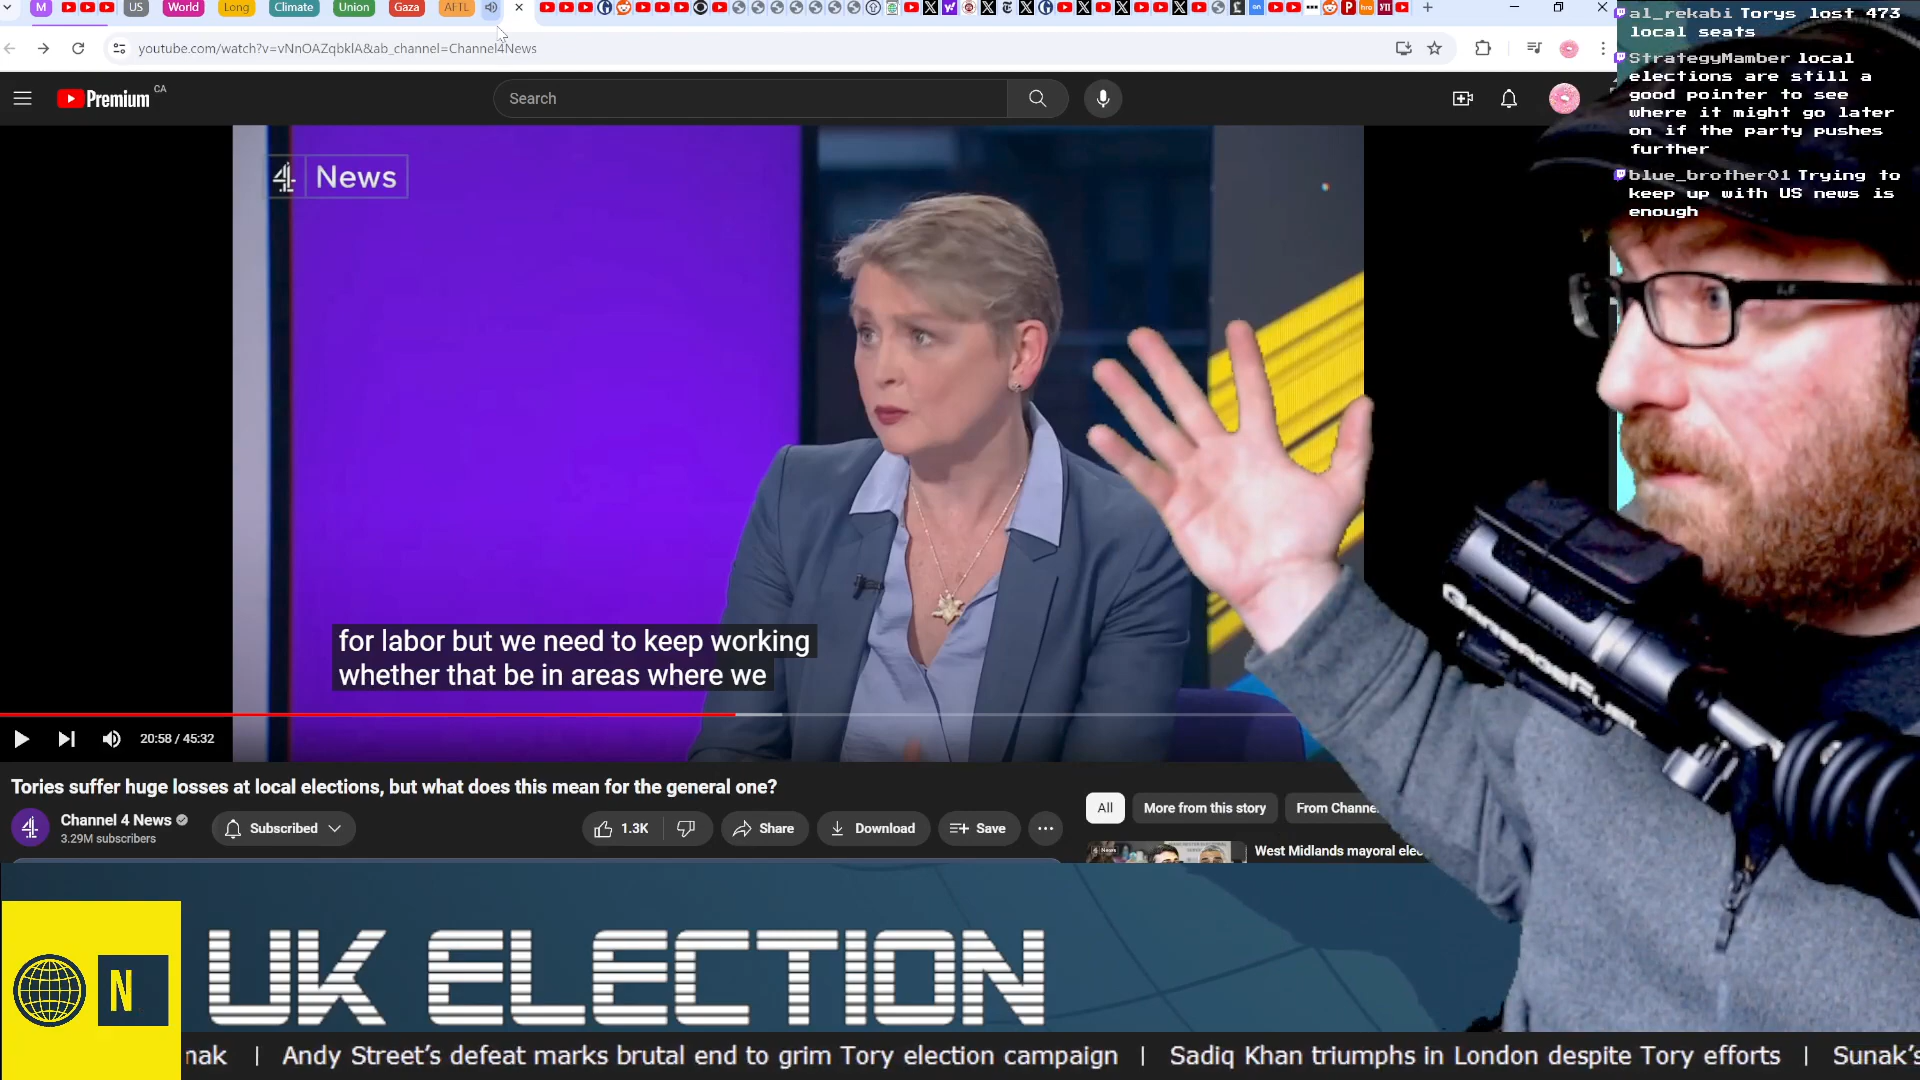 M
US
World
Long
Climate
Union
Gaza
AFTL
youtube.com/watch?v=vNnOAZqbklA&ab_channel=Channel4News
Premium
CA
Search
4 News
for labor but we need to keep working
whether that be in areas where we
20:58 / 45:32
Tories suffer huge losses at local elections, but what does this mean for the general one?
Channel 4 News
3.29M subscribers
Subscribed
1.3K
Share
Download
Save
All
More from this story
From Channe
West Midlands mayoral elec
al_rekabi Torys lost 473
local seats
StrategyMamber local
elections are still a
good pointer to see
where it might go later
on if the party pushes
further
blue_brother01 Trying to
keep up with US news is
enough
N
UK ELECTION
nak | Andy Street's defeat marks brutal end to grim Tory election campaign | Sadiq Khan triumphs in London despite Tory efforts | Sunak's